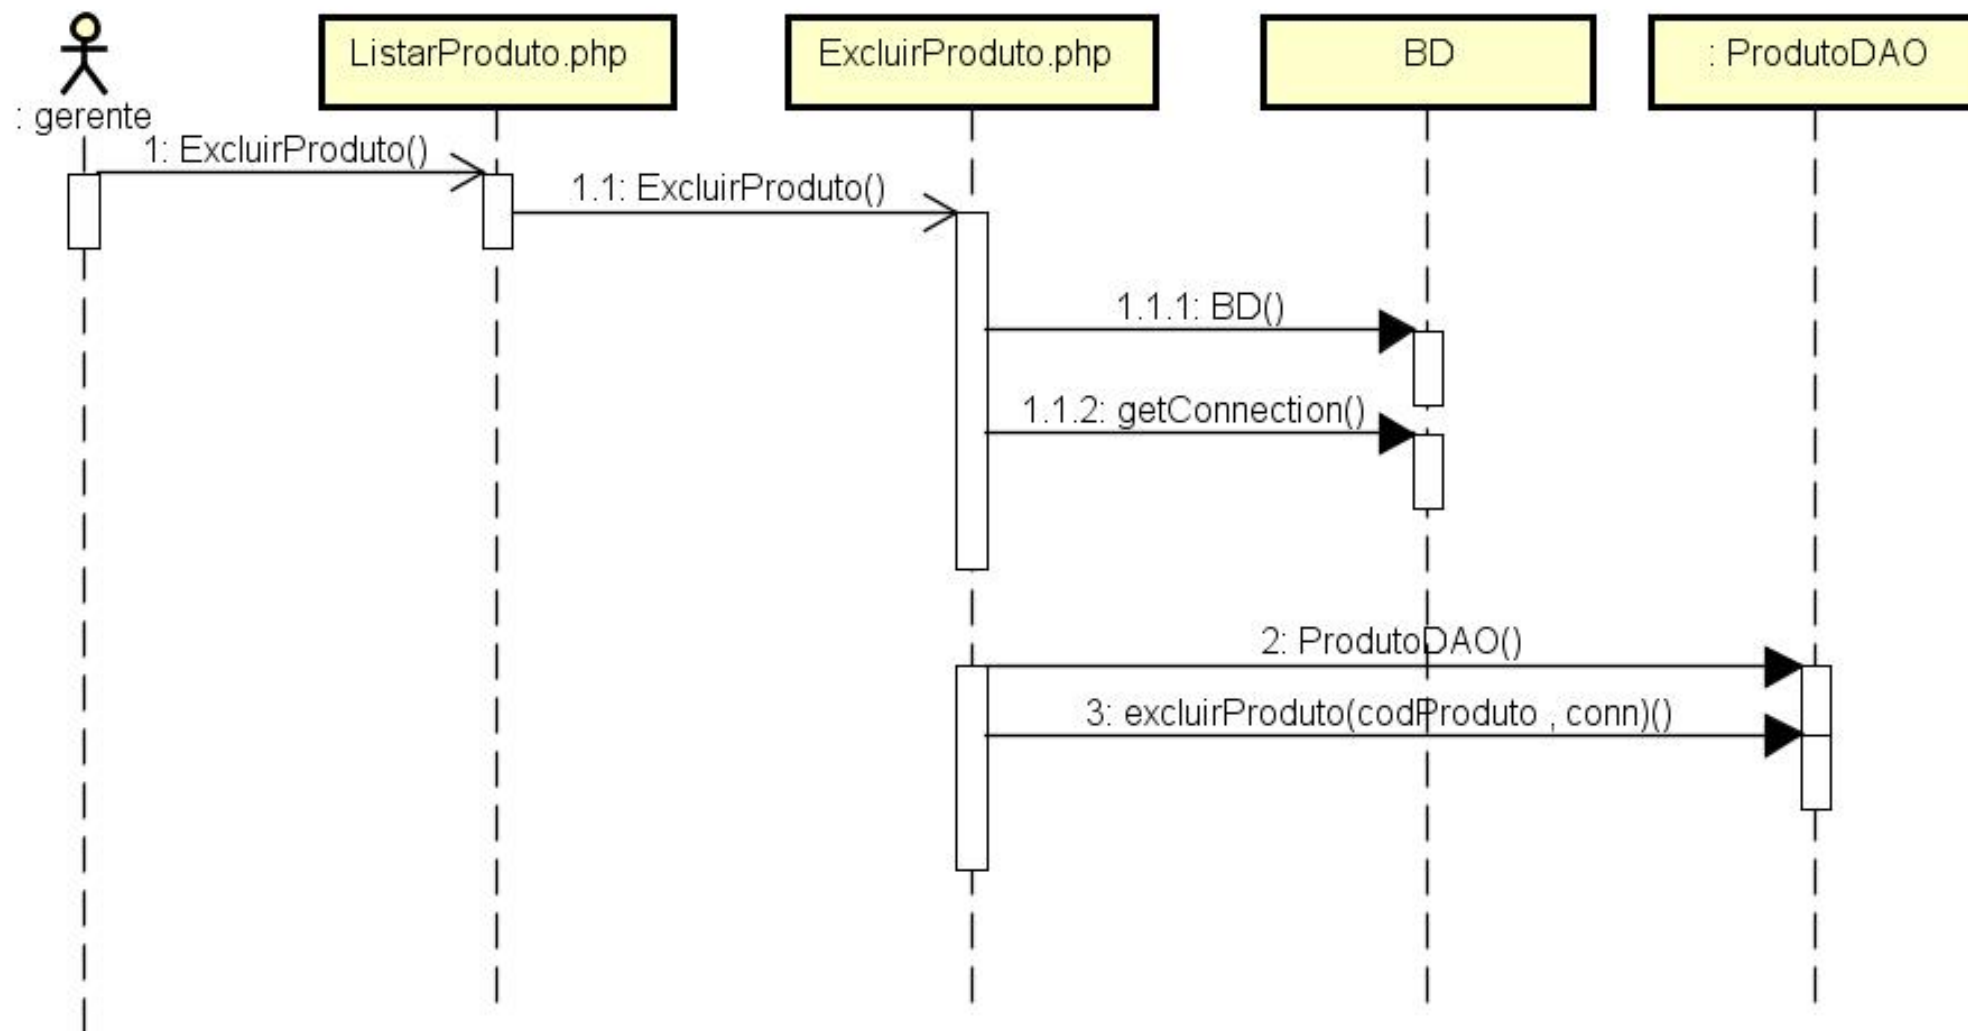 ListarProduto.php
ExcluirProduto.php
BD
: ProdutoDAO
: gerente
1: ExcluirProduto()
1.1: ExcluirProduto()
1.1.1: BD()
1.1.2: getConnection()
2: ProdutoDAO()
3: excluirProduto(codProduto , conn)()